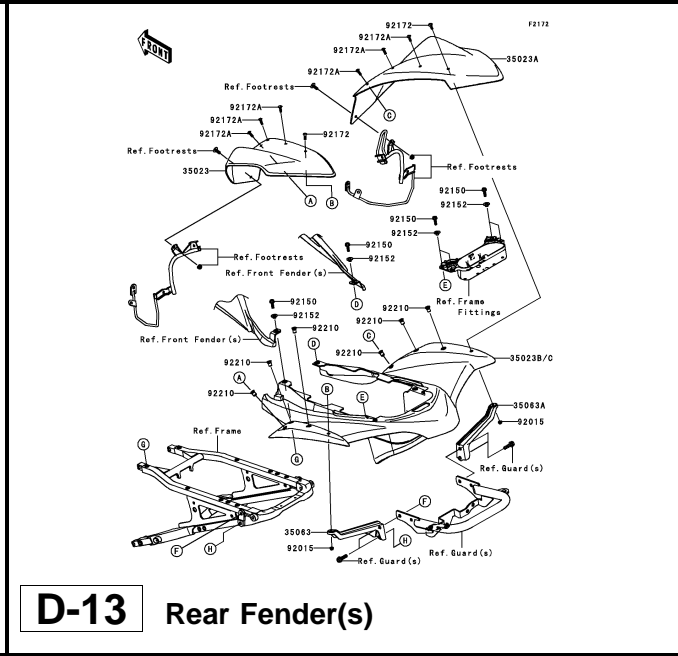 F2172
FRONT
92172
92172A
92172A
35023A
92172A
Ref.Footrests
92172A
C
92172A
92172A
92172
Ref.Footrests
35023
Ref.Footrests
A
B
92150
92152
92150
92152
E
92150
92152
Ref.Footrests
Ref.Front Fender(s)
D
92150
92152
92210
Ref.Frame
Fittings
92210
92210
C
Ref.Front Fender(s)
D
92210
92210
35023B/C
A
B
92210
E
35063A
92015
Ref.Frame
G
G
Ref.Guard(s)
F
35063
H
F
H
92015
Ref.Guard(s)
Ref.Guard(s)
D-13
Rear Fender(s)